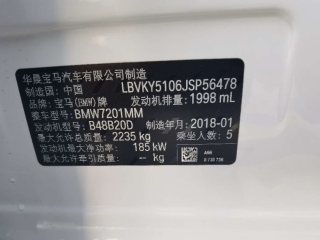 华晨宝马汽车有限公司制造
制造国：中国 LBVKY5106JSP56478
品牌：宝马(BMW)牌 发动机排量：1998 mL
整车型号：BMW7201MM
发动机型号：B48B20D 制造年月：2018-01
最大允许总质量：2235 kg 乘坐人数：5
发动机最大净功率：185 kW
最大允许牵引质量：— kg